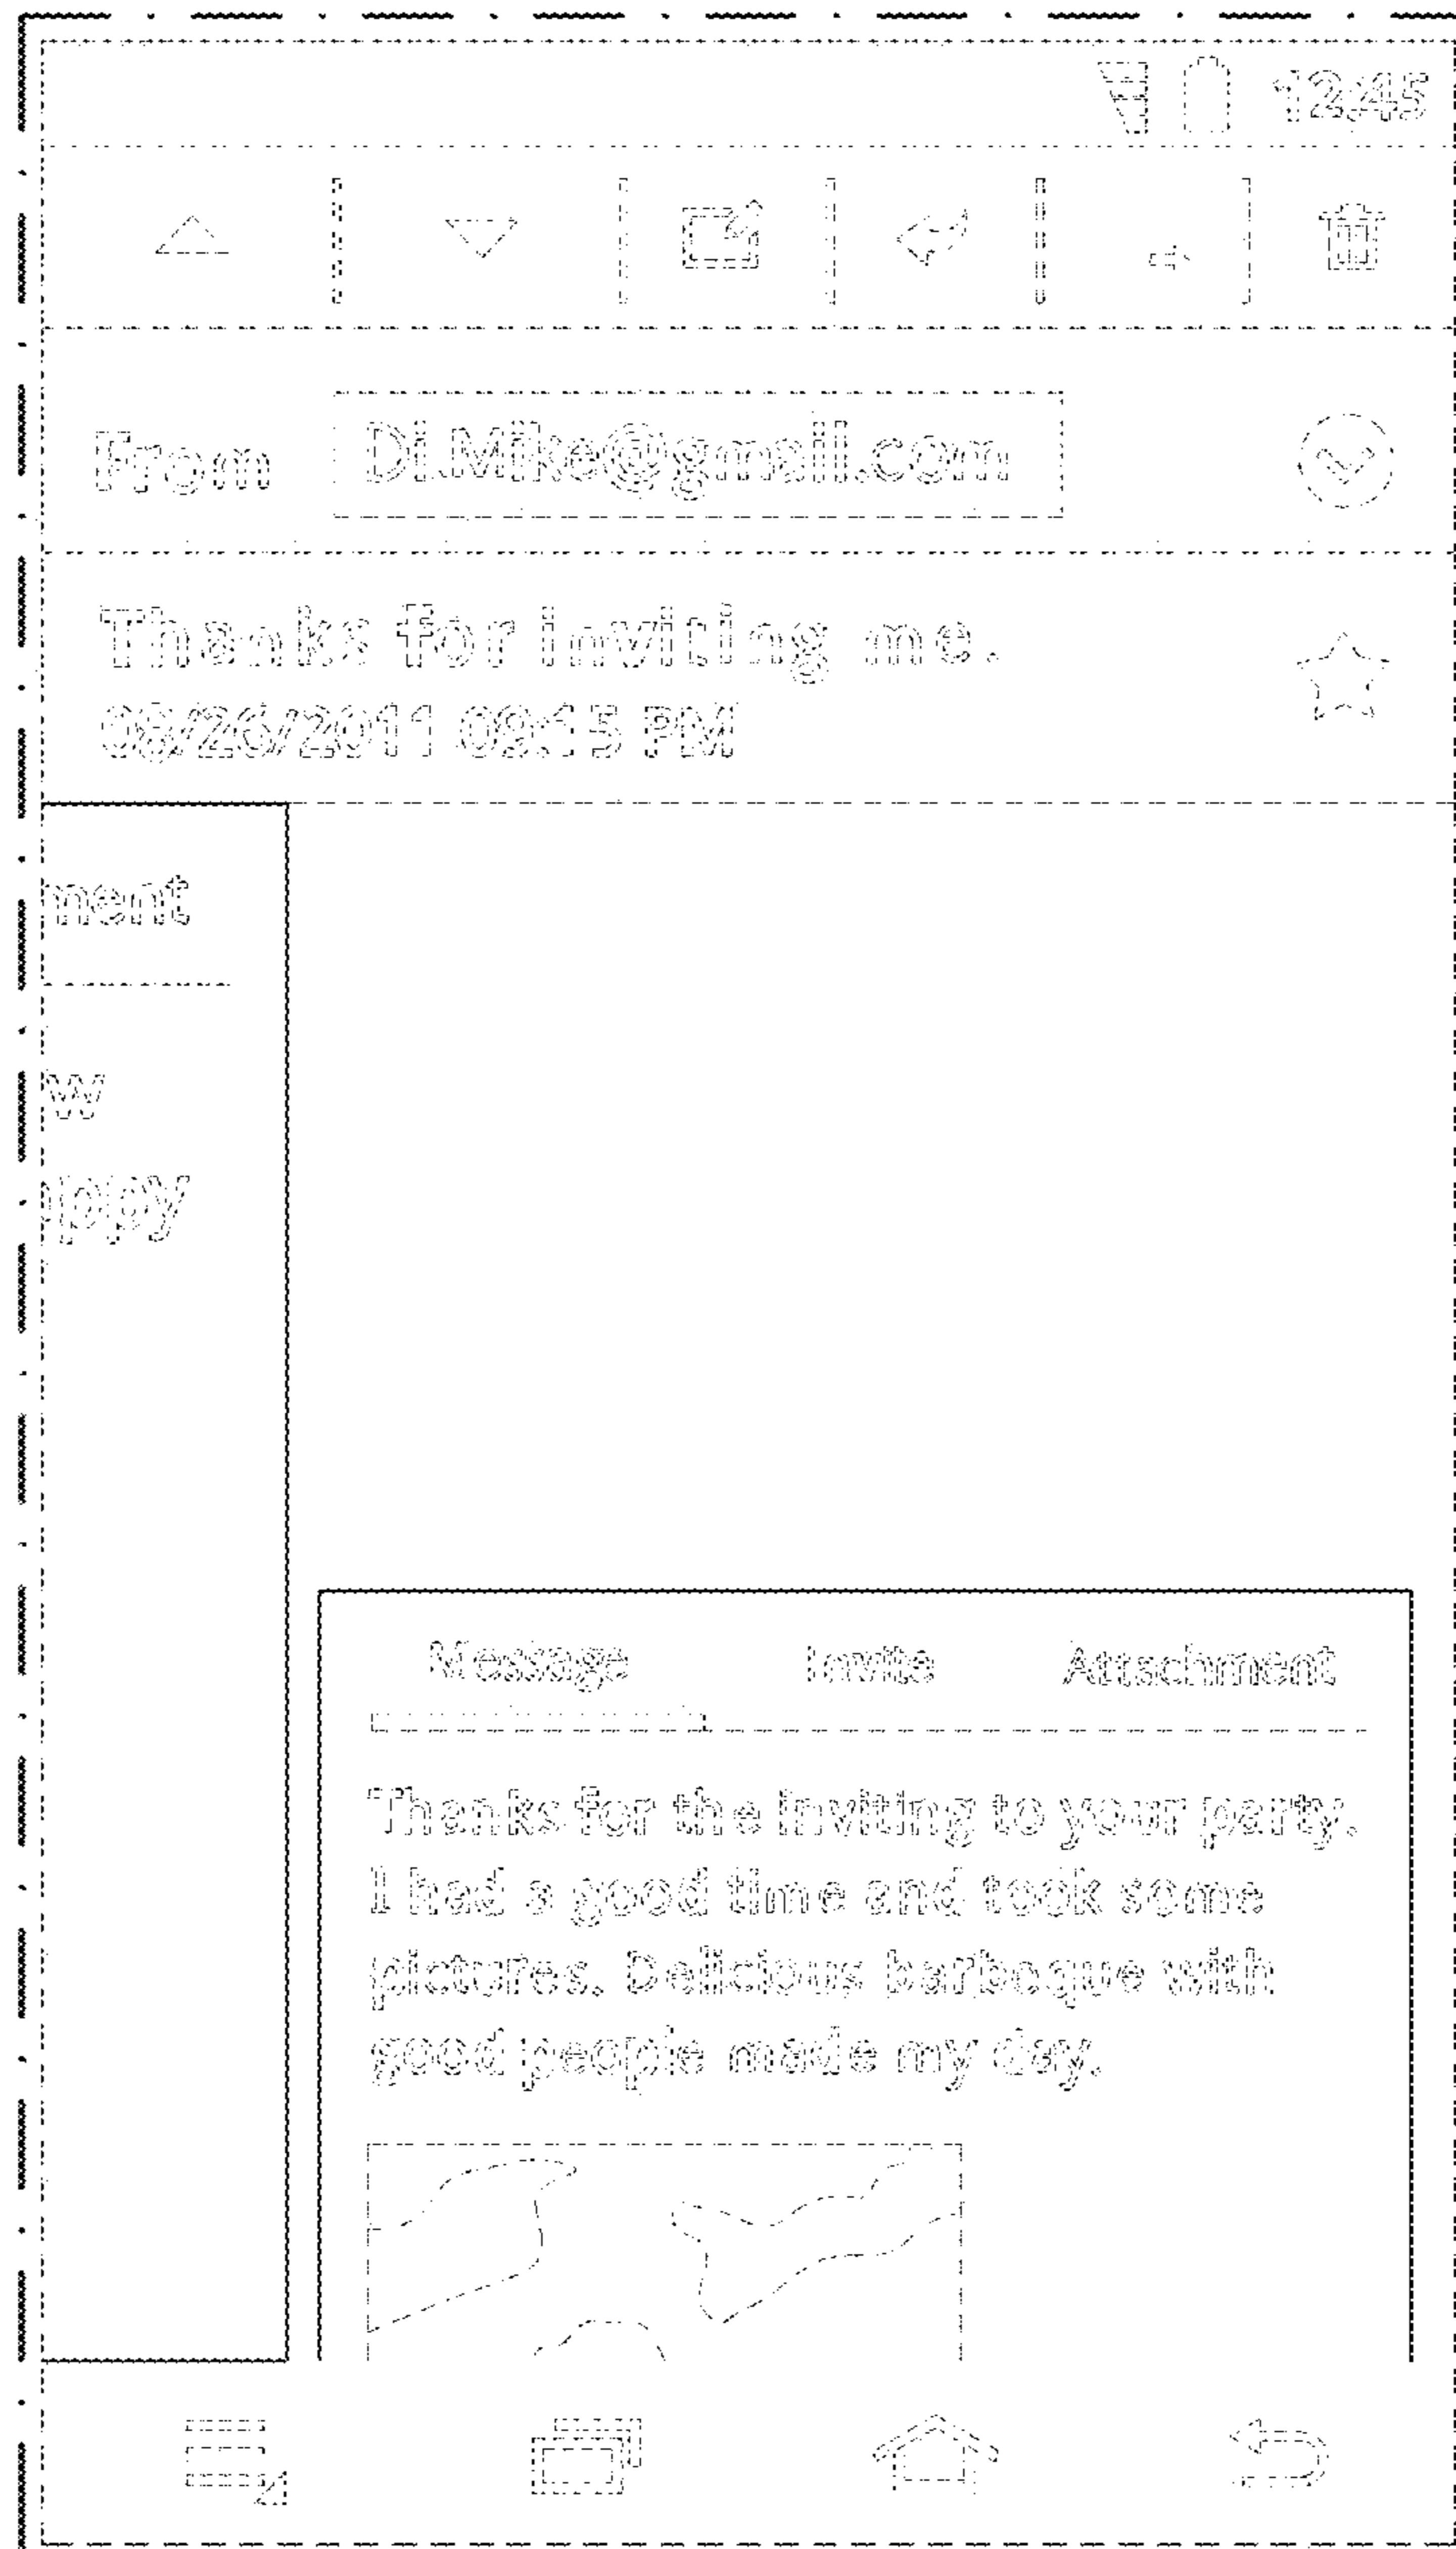 12:45
From Di.Mike@gmail.com
Thanks for inviting me.
08/26/2011 09:15 PM
ment
w
appy
Message Invite Attachment
Thanks for the inviting to your party.
I had a good time and took some
pictures. Delicious barbeque with
good people made my day.